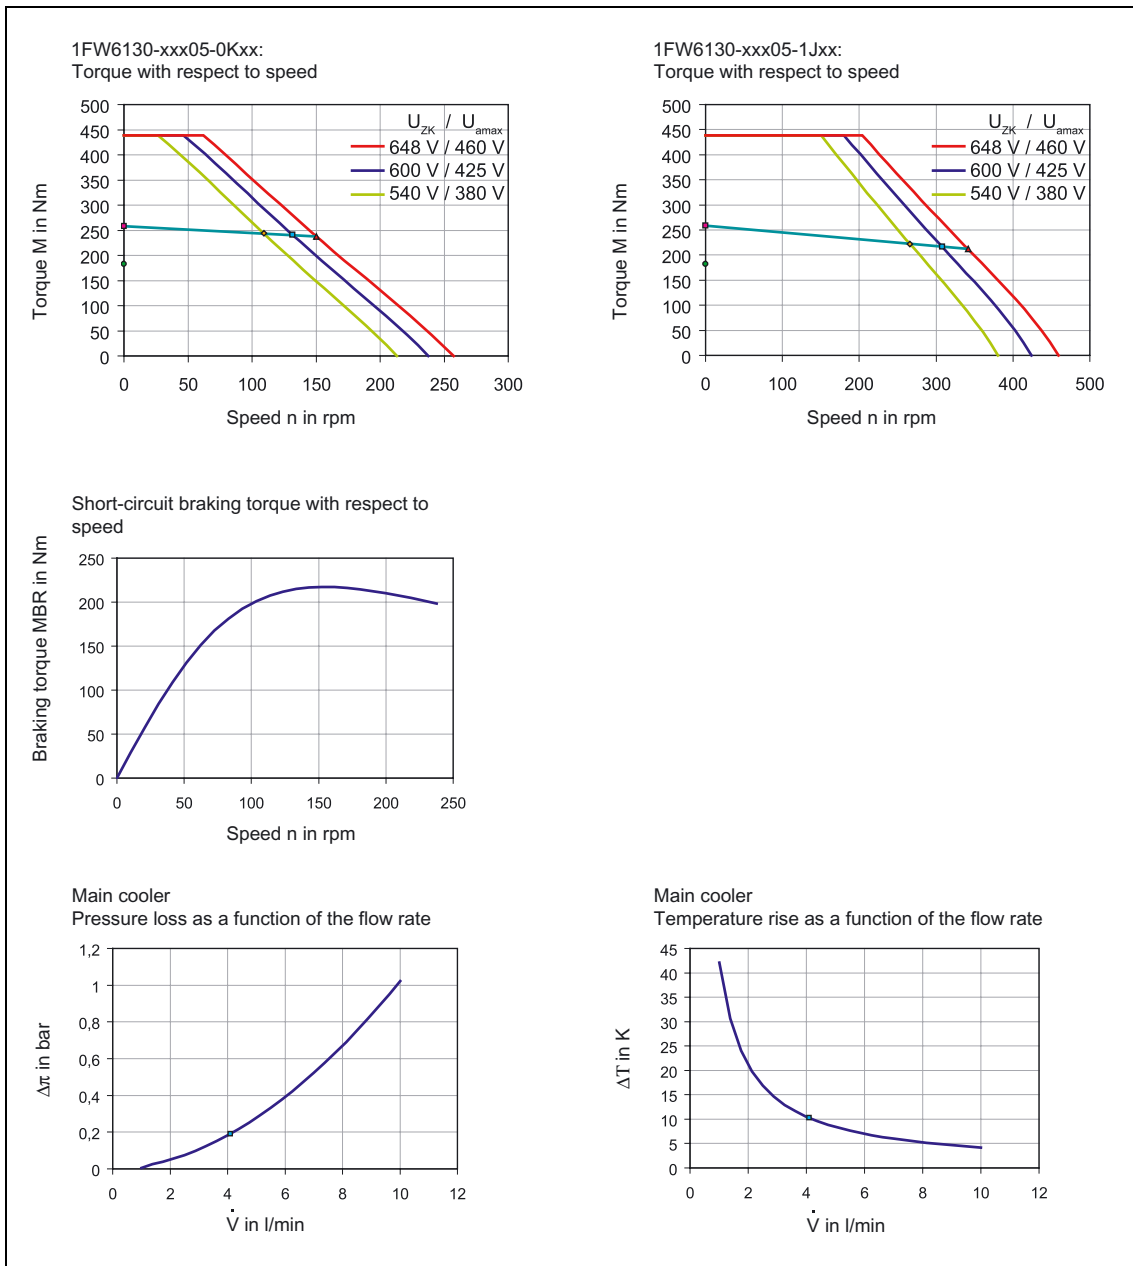 1FW6130-xxx05-0Kxx:
Torque with respect to speed
Torque M in Nm
500
450
400
350
300
250
200
150
100
50
0
0 50 100 150 200 250 300
Speed n in rpm
UZK / Uamax
648 V / 460 V
600 V / 425 V
540 V / 380 V
1FW6130-xxx05-1Jxx:
Torque with respect to speed
Torque M in Nm
500
450
400
350
300
250
200
150
100
50
0
0 100 200 300 400 500
Speed n in rpm
UZK / Uamax
648 V / 460 V
600 V / 425 V
540 V / 380 V
Short-circuit braking torque with respect to
speed
Braking torque MBR in Nm
250
200
150
100
50
0
0 50 100 150 200 250
Speed n in rpm
Main cooler
Pressure loss as a function of the flow rate
Δπ in bar
1,2
1
0,8
0,6
0,4
0,2
0
0 2 4 6 8 10 12
V̇ in l/min
Main cooler
Temperature rise as a function of the flow rate
ΔT in K
45
40
35
30
25
20
15
10
5
0
0 2 4 6 8 10 12
V̇ in l/min